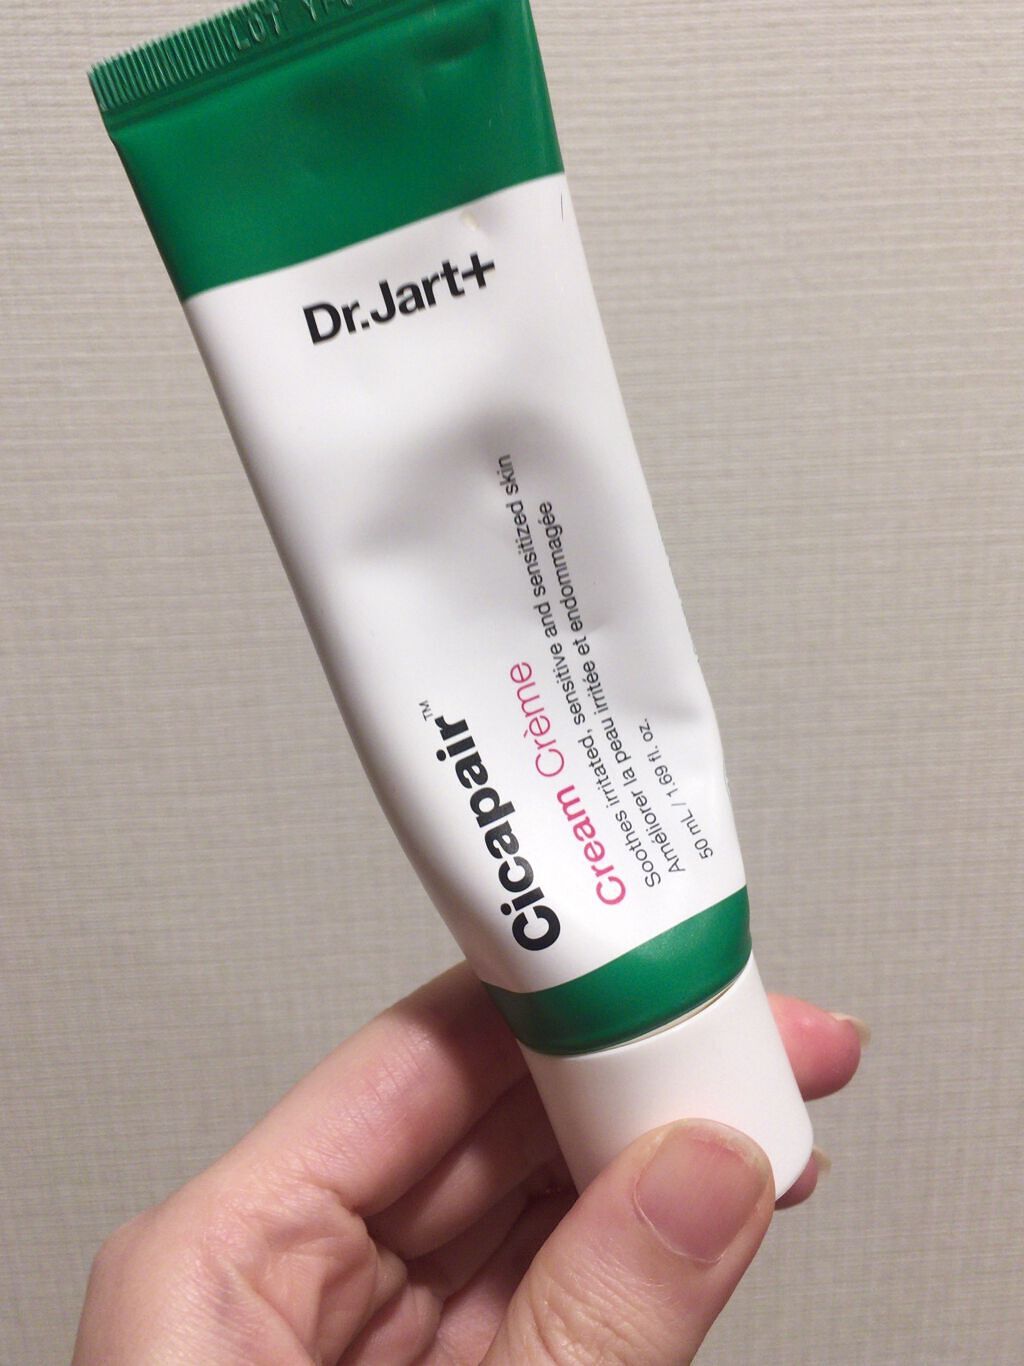 LOT
Dr.Jart+
Cicapair™
Cream Crème
Soothes irritated, sensitive and sensitized skin
Améliorer la peau irritée et endommagée
50 mL / 1.69 fl. oz.